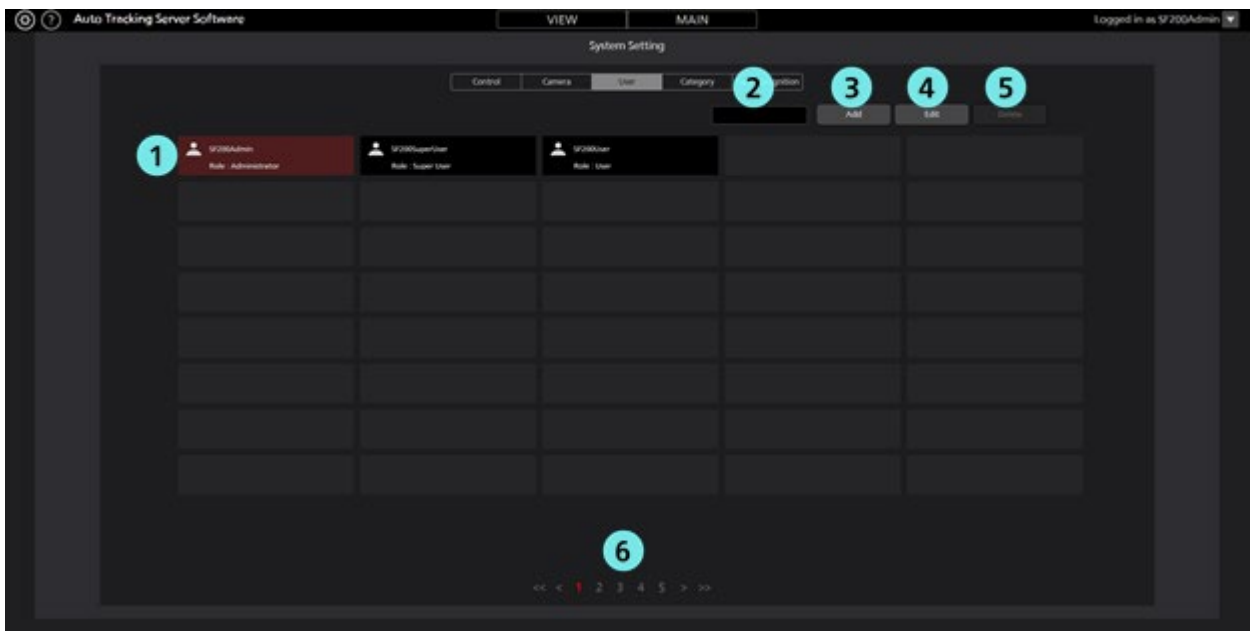 ? Auto Tracking Server Software VIEW MAIN Logged in as SF200Admin
System Setting
Control Camera User Category
2 3 4 5
Add Edit Delete
1
SF200Admin SF200SuperUser SF200User
Role : Administrator Role : Super User Role : User
6
<< < 1 2 3 4 5 > >>